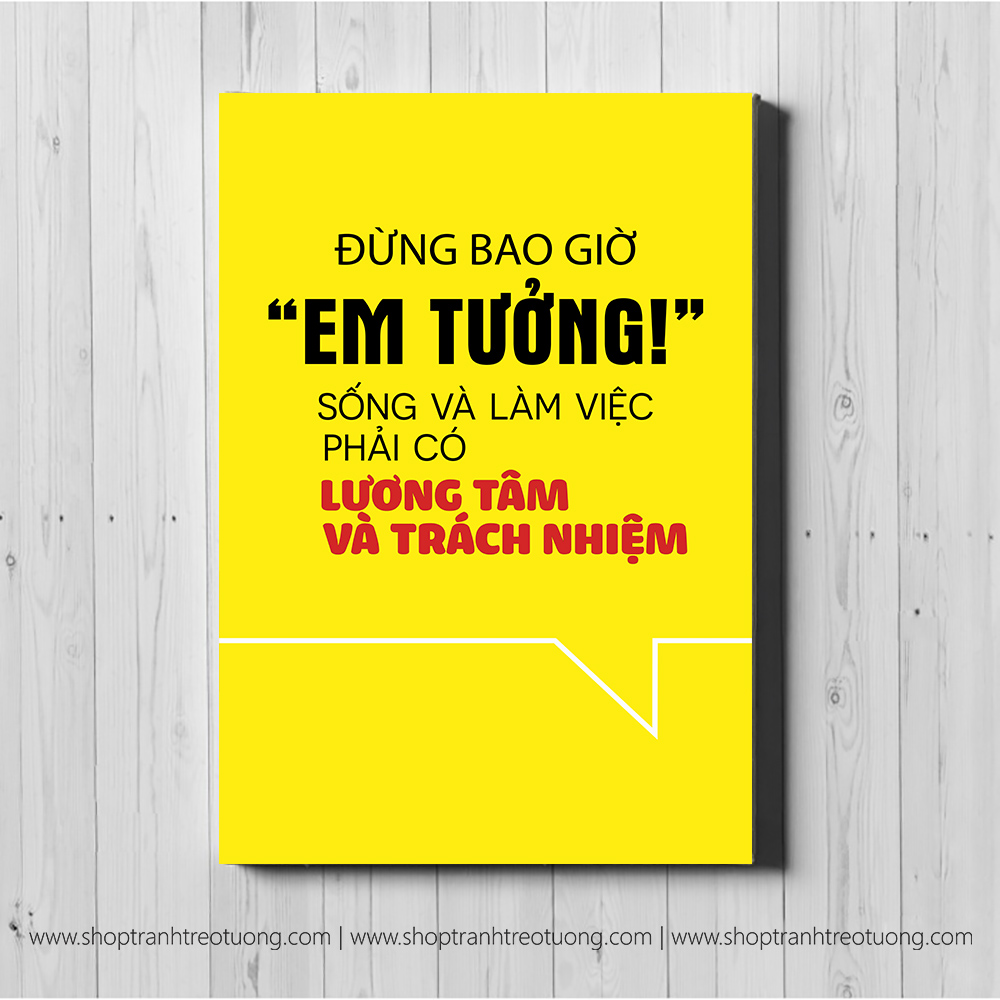 ĐỪNG BAO GIỜ
“EM TƯỞNG!”
SỐNG VÀ LÀM VIỆC
PHẢI CÓ
LƯƠNG TÂM
VÀ TRÁCH NHIỆM
www.shoptranhtreotuong.com | www.shoptranhtreotuong.com | www.shoptranhtreotuong.com